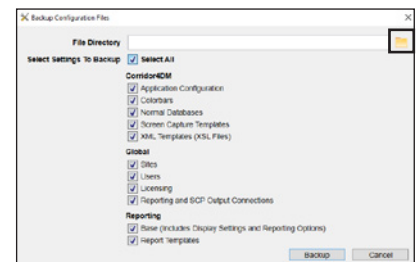 Backup Configuration Files
File Directory
Select Settings To Backup
Select All
Corridor4DM
Application Configuration
Colorbars
Normal Databases
Screen Capture Templates
XML Templates (XSL Files)
Global
Sites
Users
Licensing
Reporting and SCP Output Connections
Reporting
Base (Includes Display Settings and Reporting Options)
Report Templates
Backup
Cancel